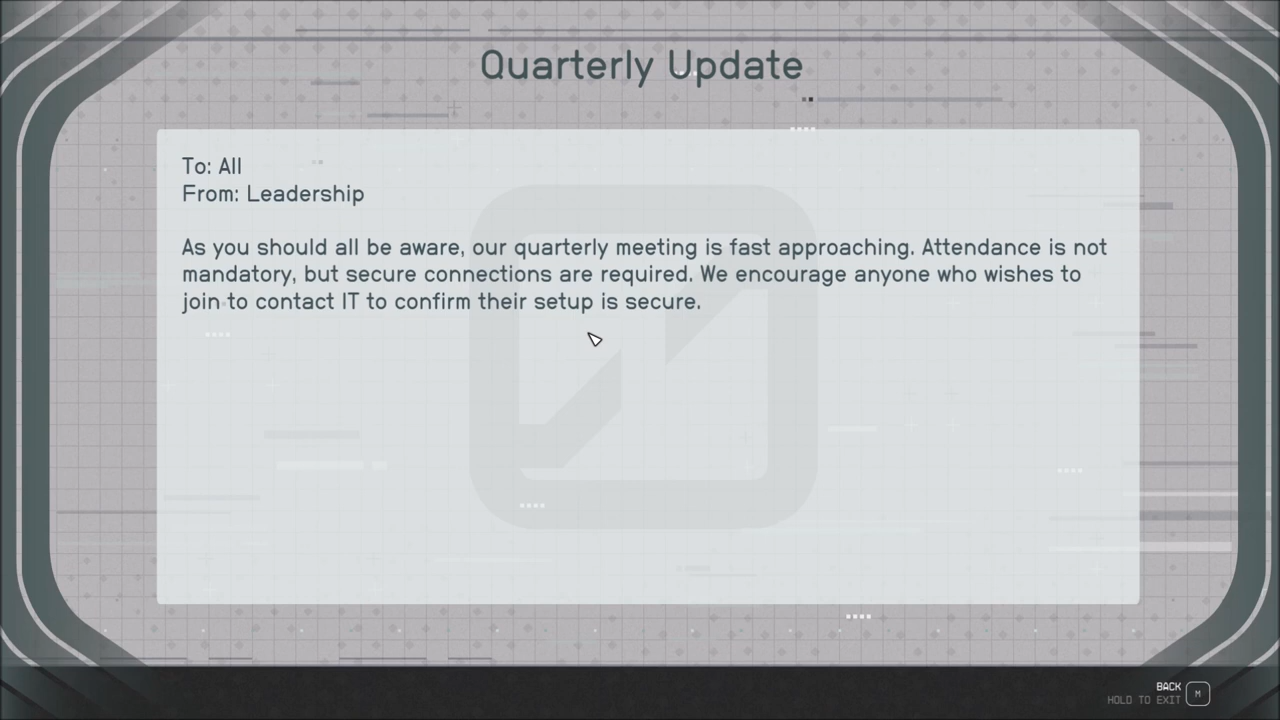 Quarterly Update
To: All
From: Leadership
As you should all be aware, our quarterly meeting is fast approaching. Attendance is not
mandatory, but secure connections are required. We encourage anyone who wishes to
join to contact IT to confirm their setup is secure.
BACK
HOLD TO EXIT
M